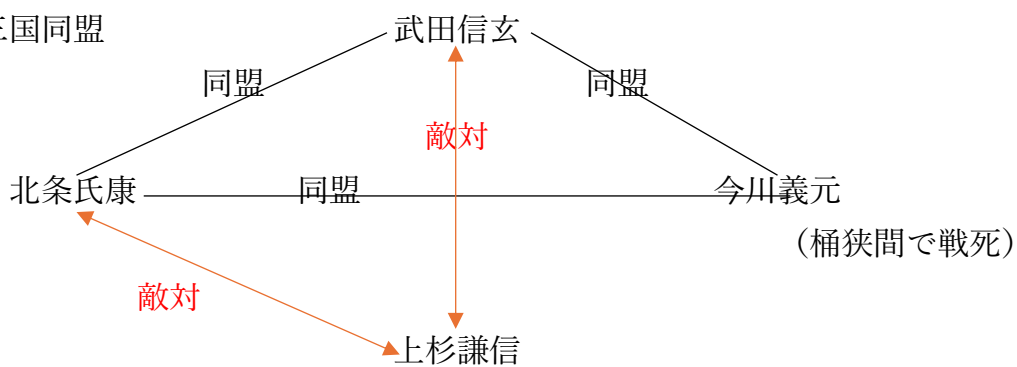 三国同盟
武田信玄
同盟
同盟
敵対
北条氏康
同盟
今川義元
（桶狭間で戦死）
敵対
上杉謙信